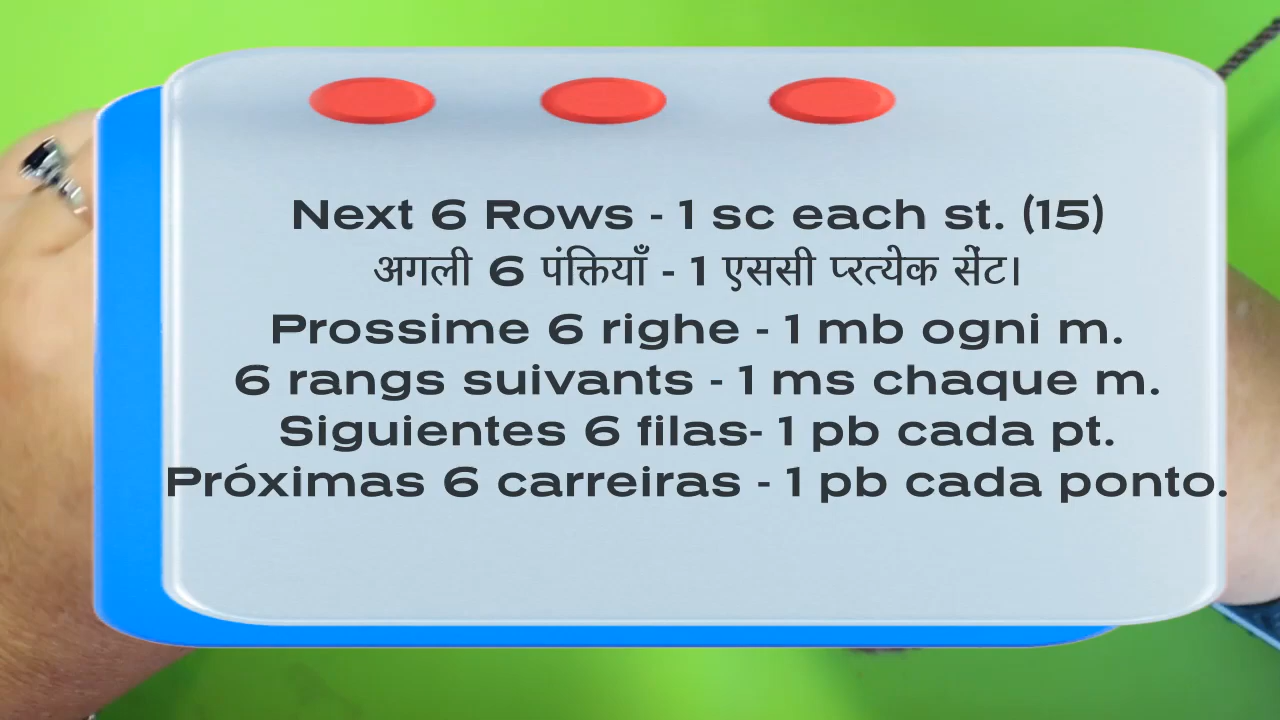 Next 6 Rows - 1 sc each st. (15)
अगली 6 पंक्तियाँ - 1 एससी प्रत्येक सेंट।
Prossime 6 righe - 1 mb ogni m.
6 rangs suivants - 1 ms chaque m.
Siguientes 6 filas- 1 pb cada pt.
Próximas 6 carreiras - 1 pb cada ponto.